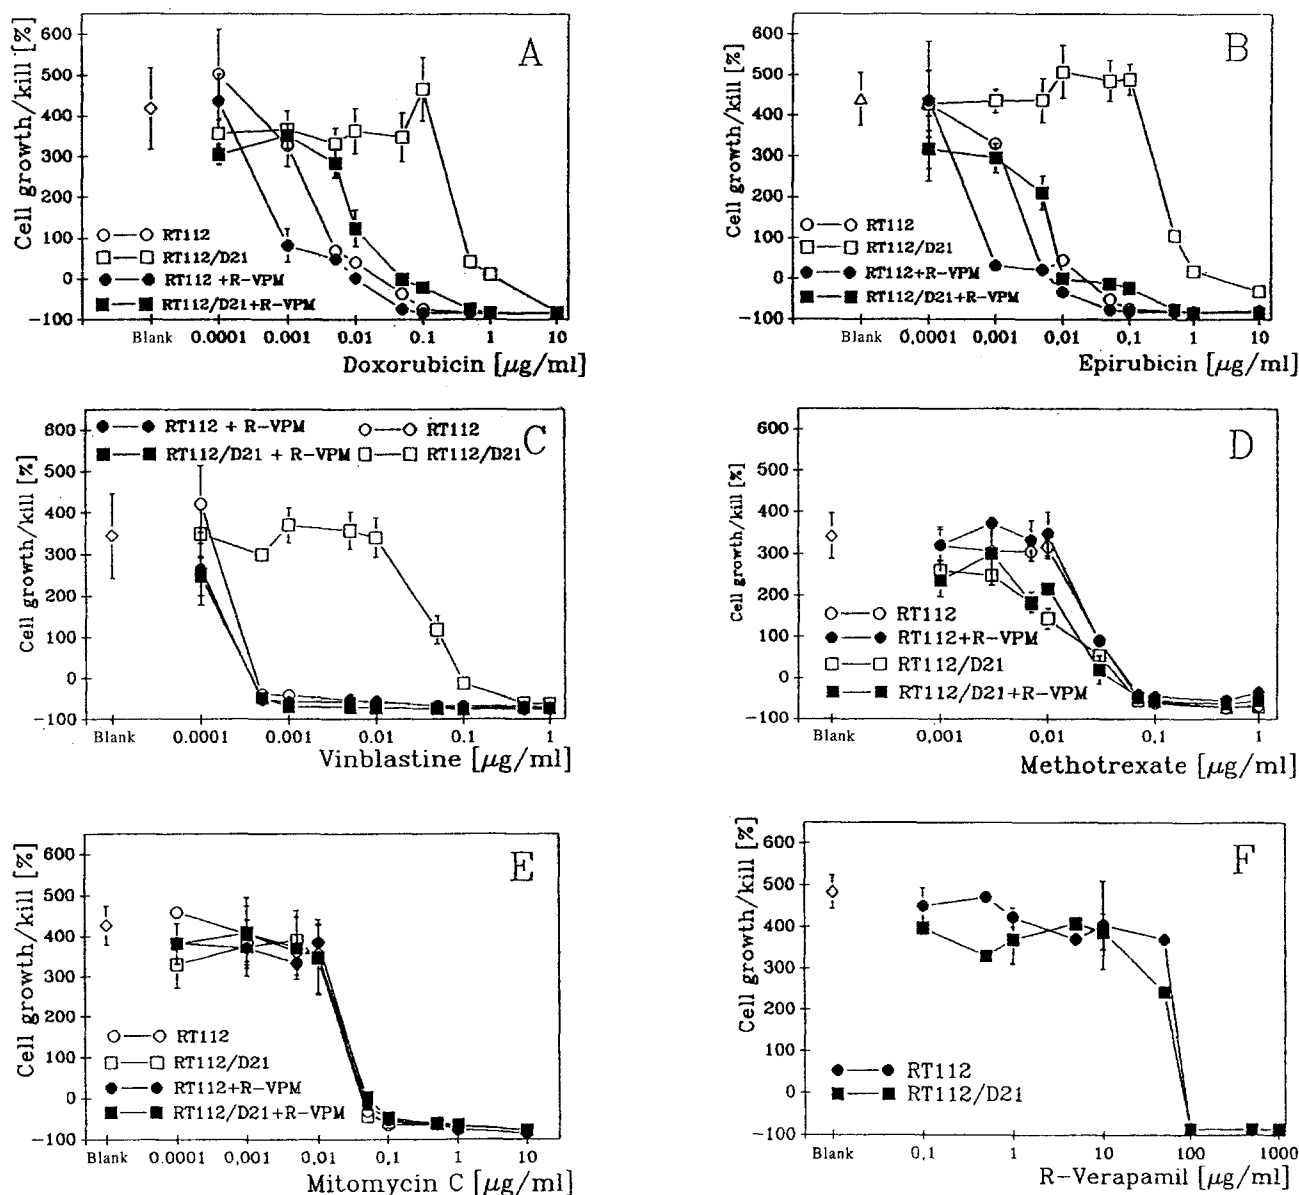 A
Cell growth/kill [%]
600
500
400
300
200
100
0
−100
RT112
RT112/D21
RT112 +R−VPM
RT112/D21+R−VPM
Blank 0.0001 0,001 0.01 0.1 1 10
Doxorubicin [µg/ml]
B
Cell growth/kill [%]
600
500
400
300
200
100
0
−100
RT112
RT112/D21
RT112+R−VPM
RT112/D21+R−VPM
Blank 0.0001 0,001 0,01 0,1 1 10
Epirubicin [µg/ml]
C
Cell growth/kill [%]
600
500
400
300
200
100
0
−100
RT112 + R−VPM RT112
RT112/D21 + R−VPM RT112/D21
Blank 0.0001 0.001 0.01 0.1 1
Vinblastine [µg/ml]
D
Cell growth/kill [%]
600
500
400
300
200
100
0
−100
RT112
RT112+R−VPM
RT112/D21
RT112/D21+R−VPM
Blank 0,001 0,01 0,1 1
Methotrexate [µg/ml]
E
Cell growth/kill [%]
600
500
400
300
200
100
0
−100
RT112
RT112/D21
RT112+R−VPM
RT112/D21+R−VPM
Blank 0.0001 0,001 0,01 0.1 1 10
Mitomycin C [µg/ml]
F
Cell growth/kill [%]
600
500
400
300
200
100
0
−100
RT112
RT112/D21
Blank 0,1 1 10 100 1000
R−Verapamil [µg/ml]